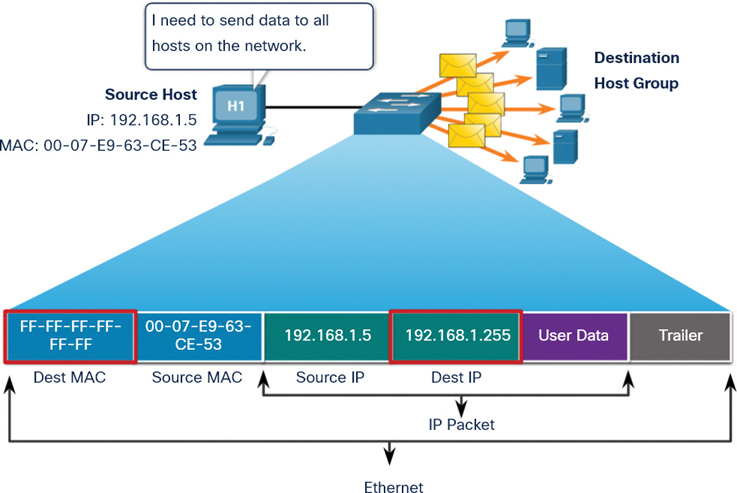 I need to send data to all
hosts on the network.
Source Host
IP: 192.168.1.5
MAC: 00-07-E9-63-CE-53
H1
Destination
Host Group
FF-FF-FF-FF-
FF-FF
00-07-E9-63-
CE-53
192.168.1.5
192.168.1.255
User Data
Trailer
Dest MAC
Source MAC
Source IP
Dest IP
IP Packet
Ethernet